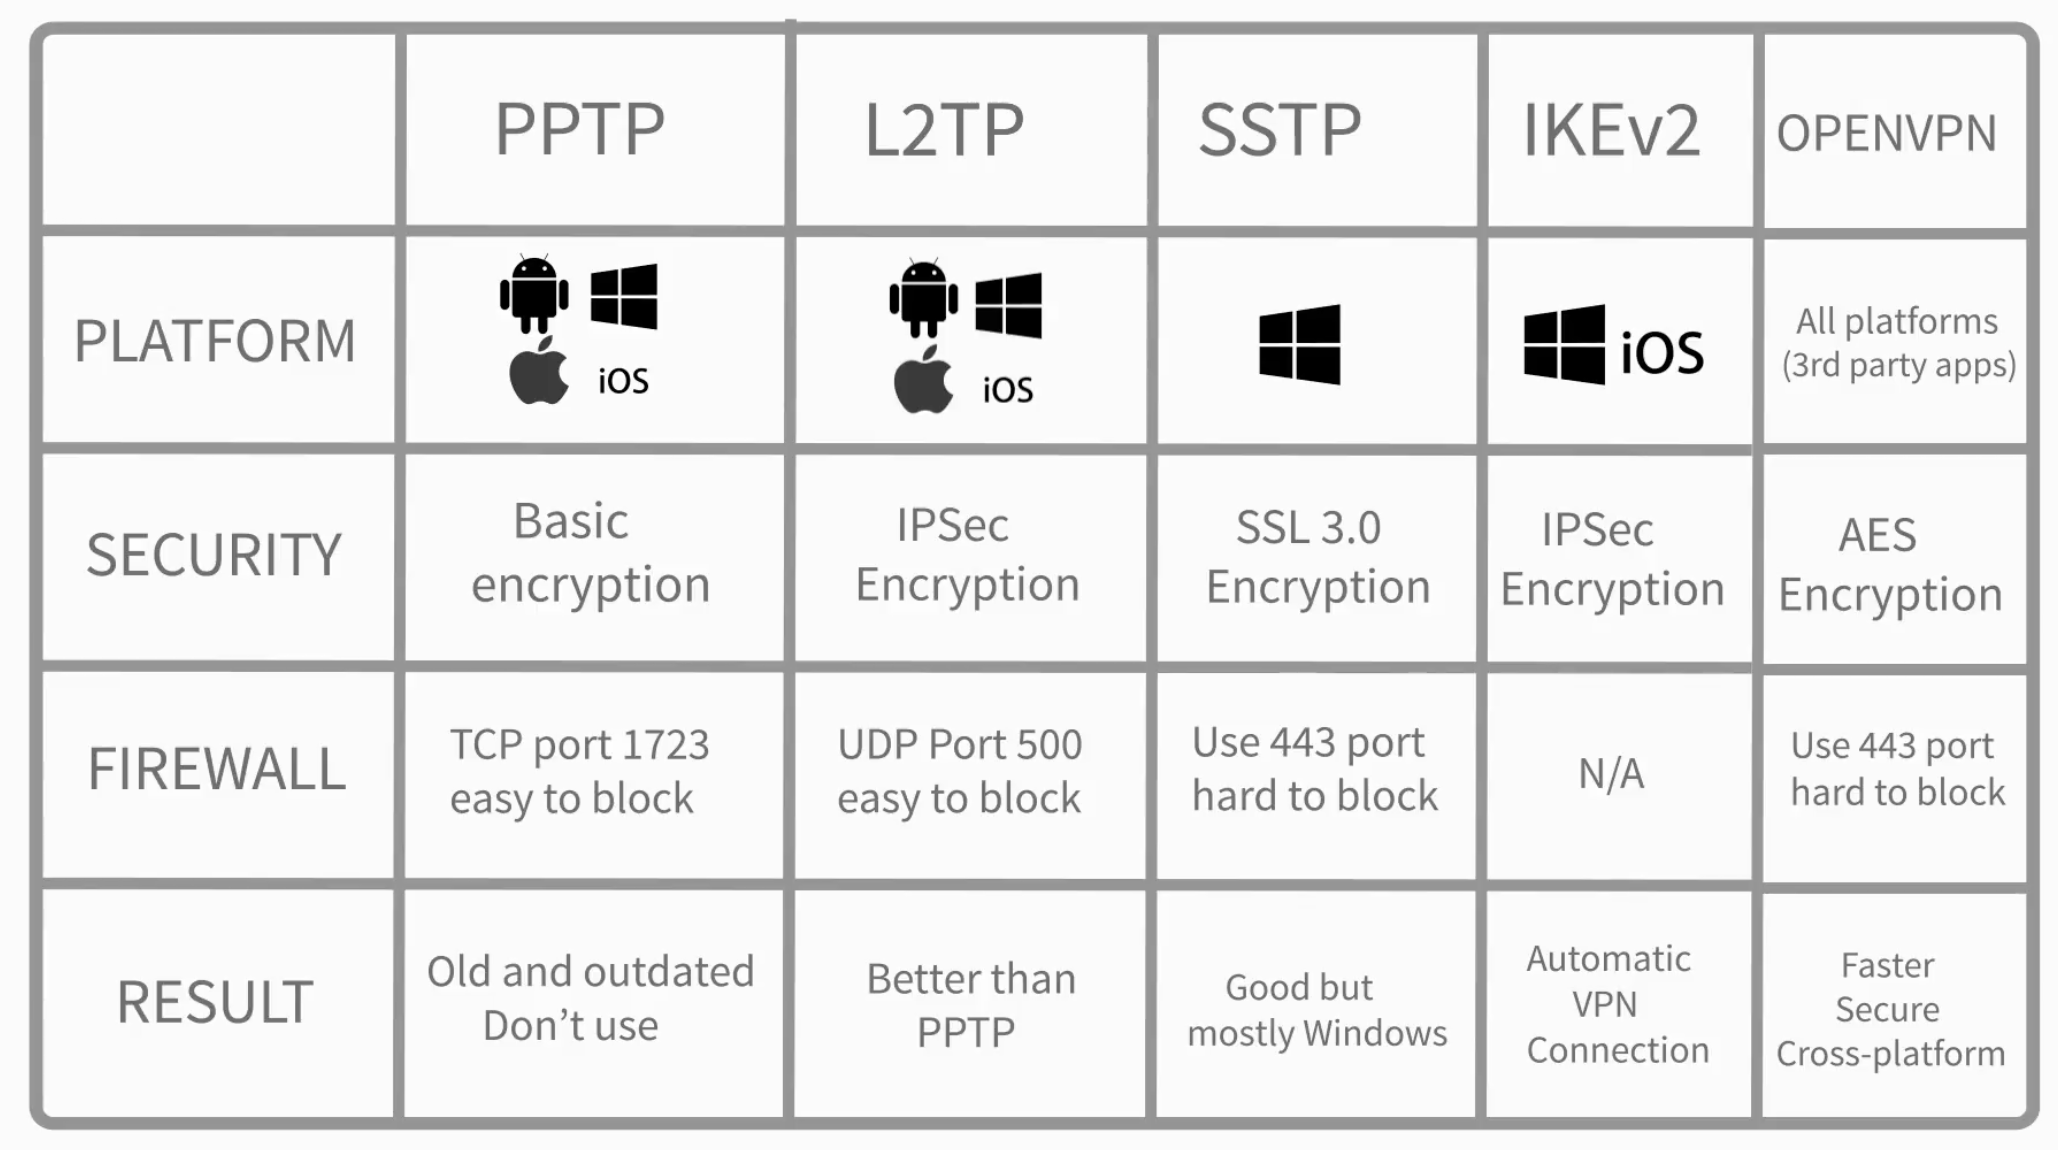 PPTP
L2TP
SSTP
IKEv2
OPENVPN
PLATFORM
iOS
iOS
iOS
All platforms
(3rd party apps)
SECURITY
Basic
encryption
IPSec
Encryption
SSL 3.0
Encryption
IPSec
Encryption
AES
Encryption
FIREWALL
TCP port 1723
easy to block
UDP Port 500
easy to block
Use 443 port
hard to block
N/A
Use 443 port
hard to block
RESULT
Old and outdated
Don’t use
Better than
PPTP
Good but
mostly Windows
Automatic
VPN
Connection
Faster
Secure
Cross-platform